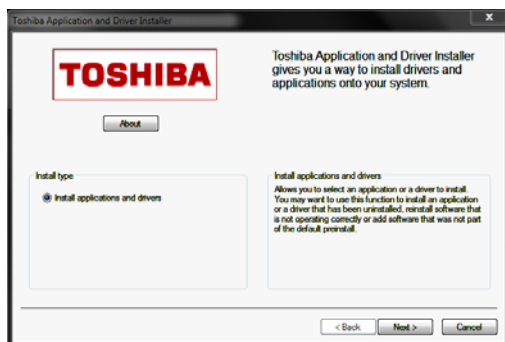 Toshiba Application and Driver Installer
x
TOSHIBA
Toshiba Application and Driver Installer
gives you a way to install drivers and
applications onto your system.
About
Install type
Install applications and drivers
Install applications and drivers
Allows you to select an application or a driver to install.
You may want to use this function to install an application
or a driver that has been uninstalled, reinstall software that
is not operating correctly or add software that was not part
of the default preinstall.
< Back
Next >
Cancel